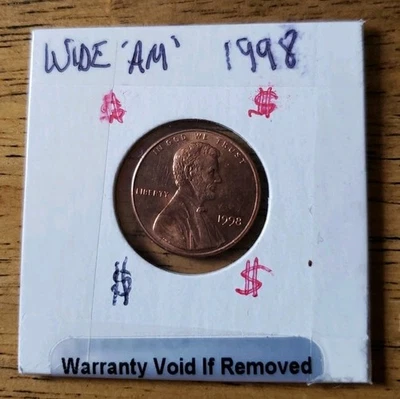 WIDE 'AM' 1998
$ $
IN GOD WE TRUST
LIBERTY
1998
$ $
Warranty Void If Removed